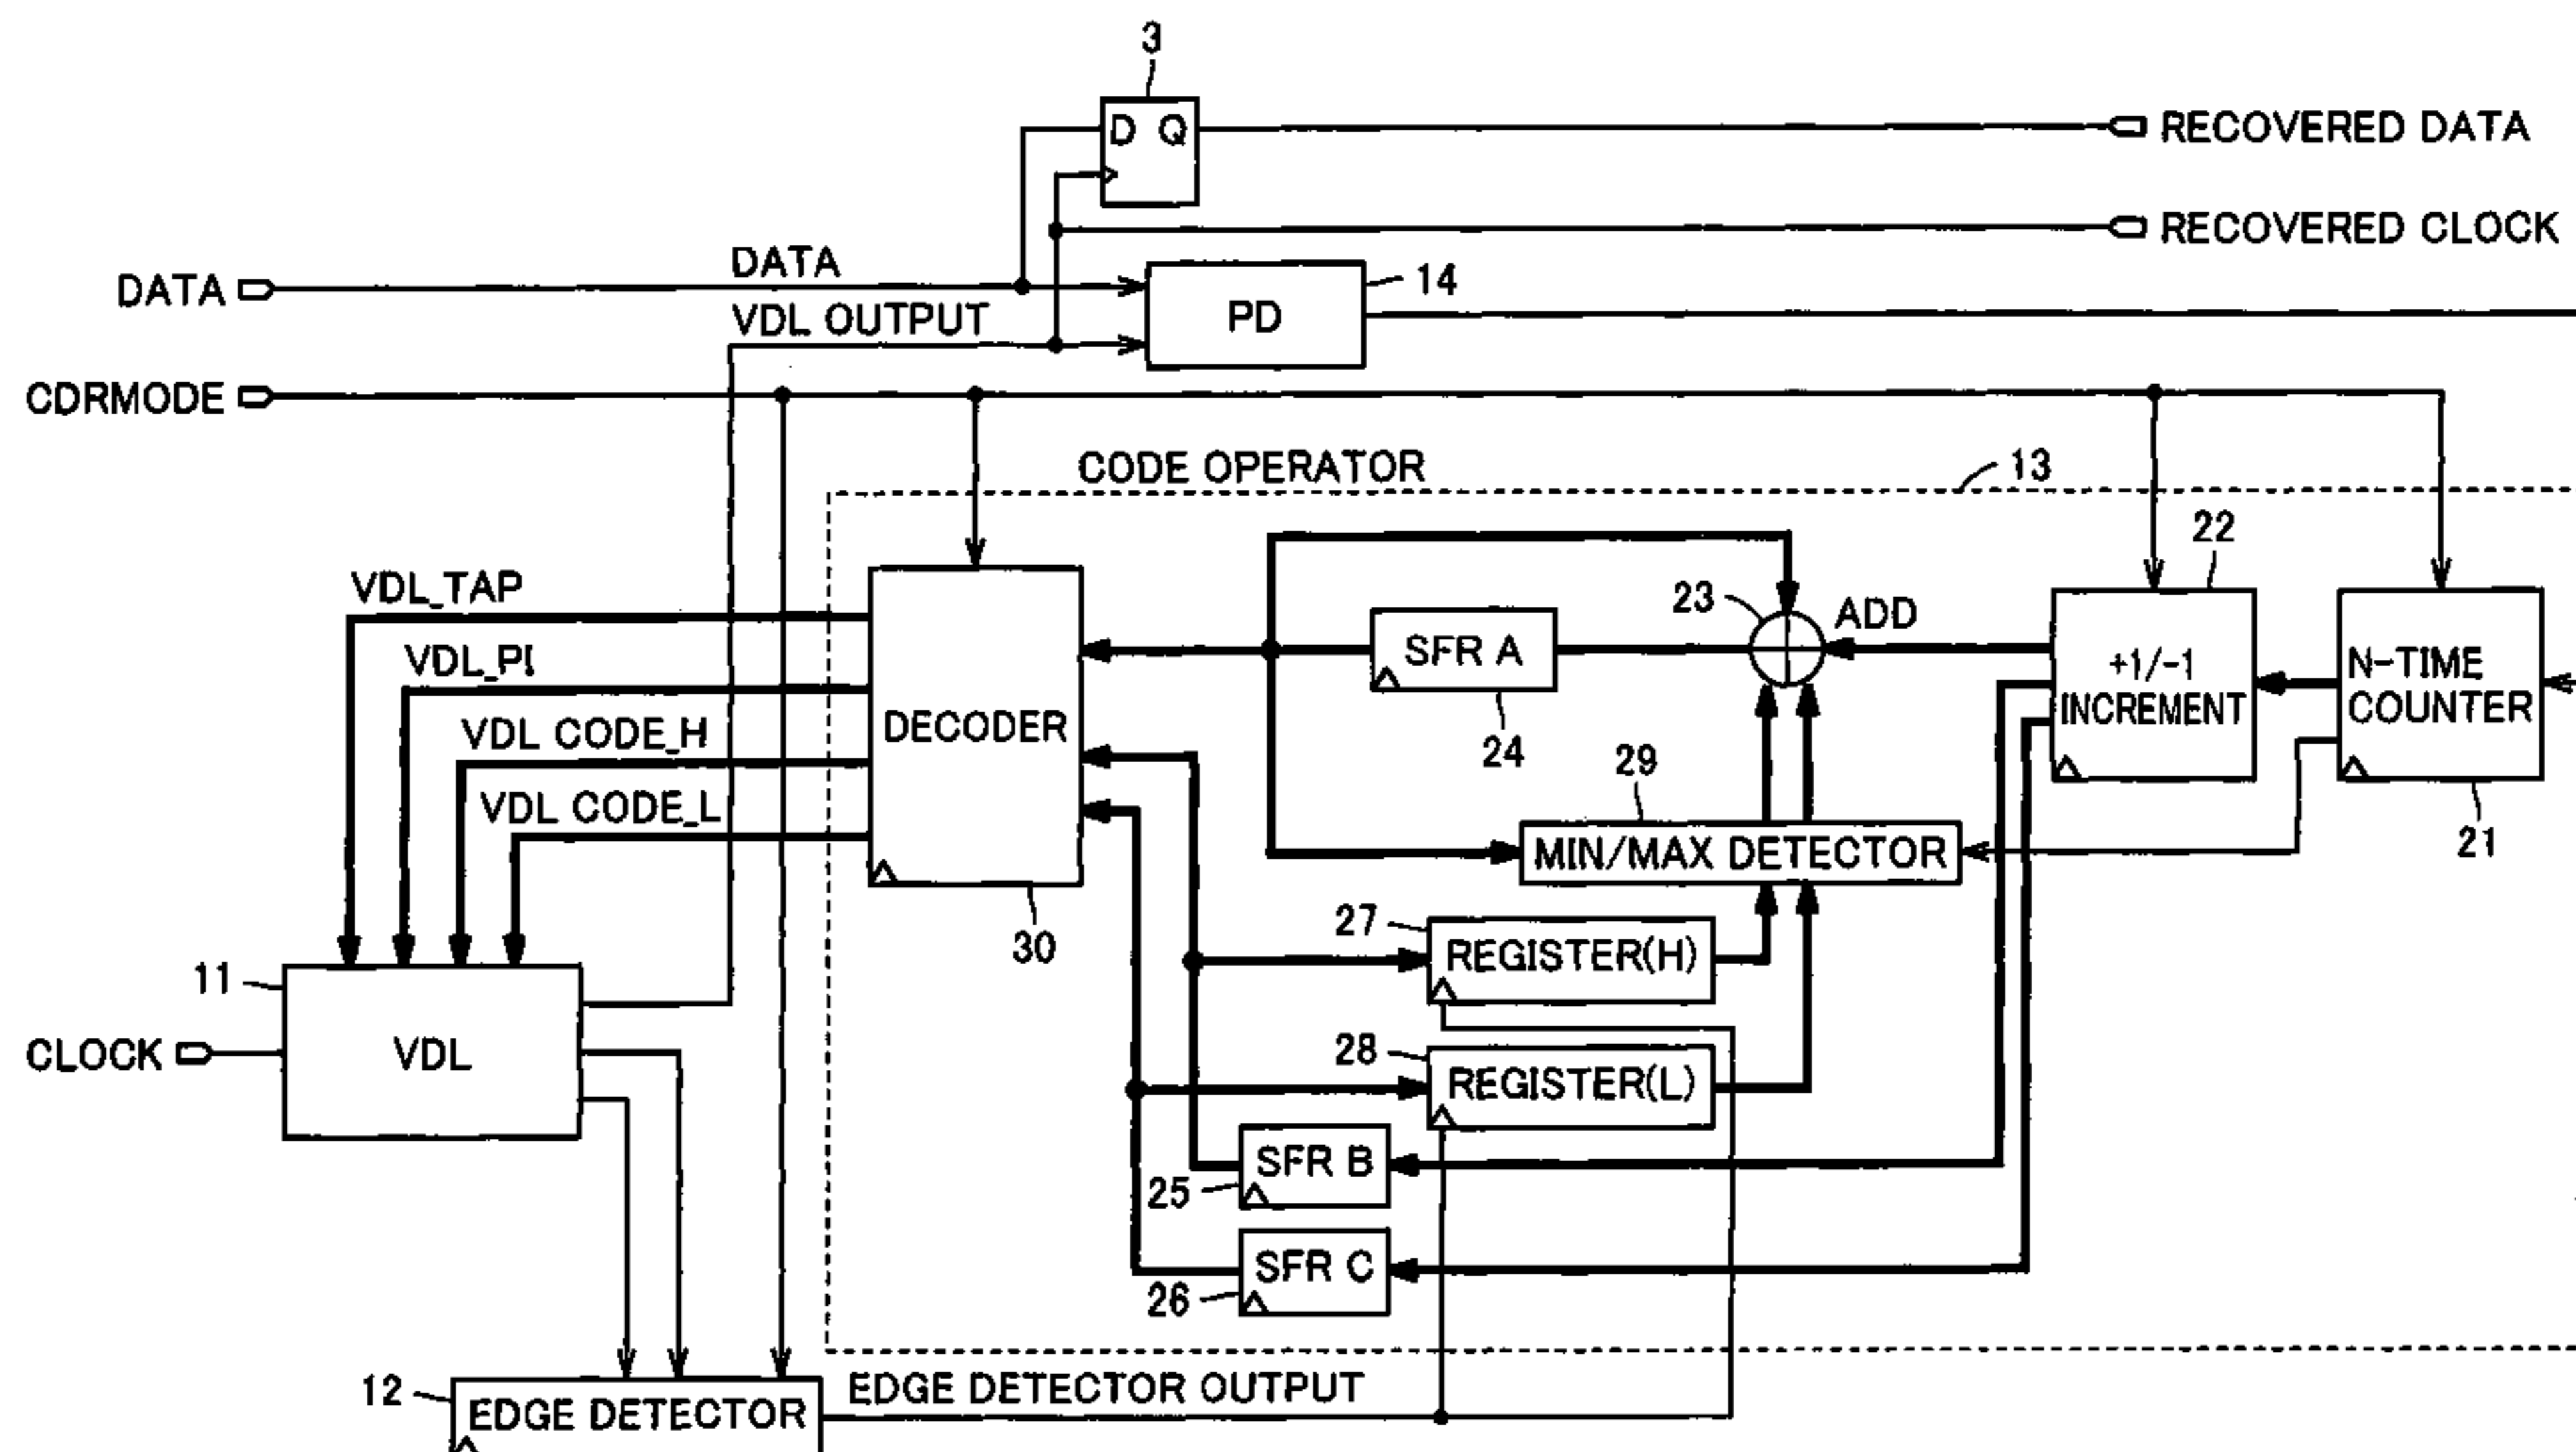 3
D Q
RECOVERED DATA
RECOVERED CLOCK
DATA
DATA
14
PD
VDL OUTPUT
CDRMODE
CODE OPERATOR
13
22
VDL_TAP
23
ADD
SFR A
+1/-1
INCREMENT
N-TIME
COUNTER
VDL_PI
DECODER
24
VDL CODE_H
29
VDL CODE_L
MIN/MAX DETECTOR
21
30
27
REGISTER(H)
11
CLOCK
VDL
28
REGISTER(L)
SFR B
25
SFR C
26
12
EDGE DETECTOR
EDGE DETECTOR OUTPUT